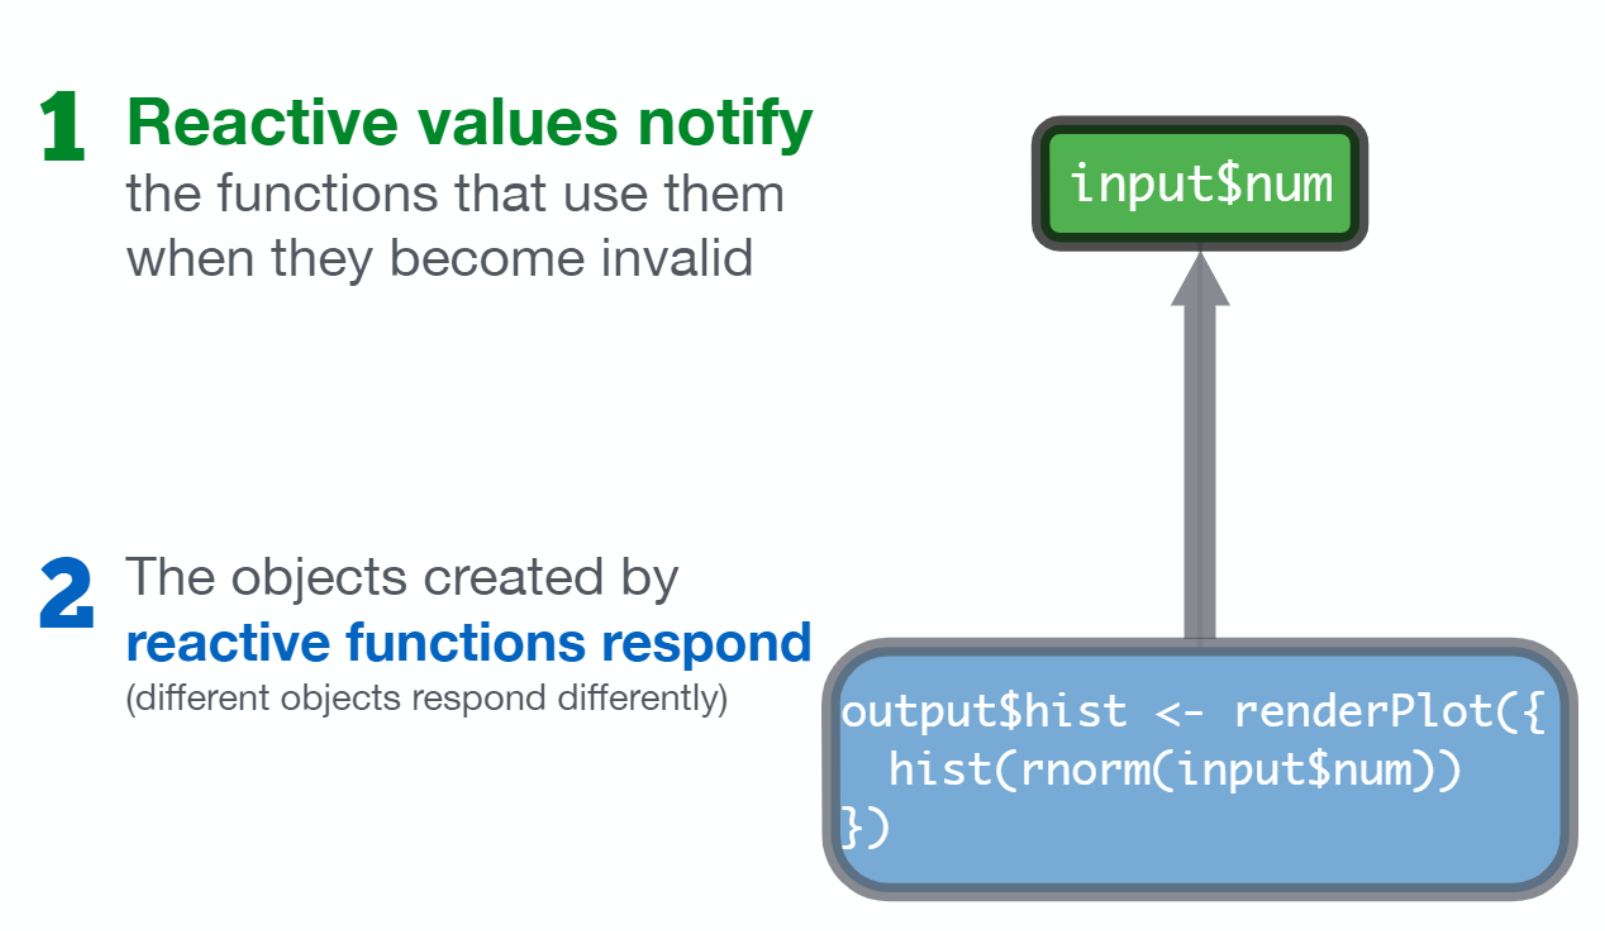 1 Reactive values notify
the functions that use them
when they become invalid
input$num
2 The objects created by
reactive functions respond
(different objects respond differently)
output$hist <- renderPlot({
  hist(rnorm(input$num))
})